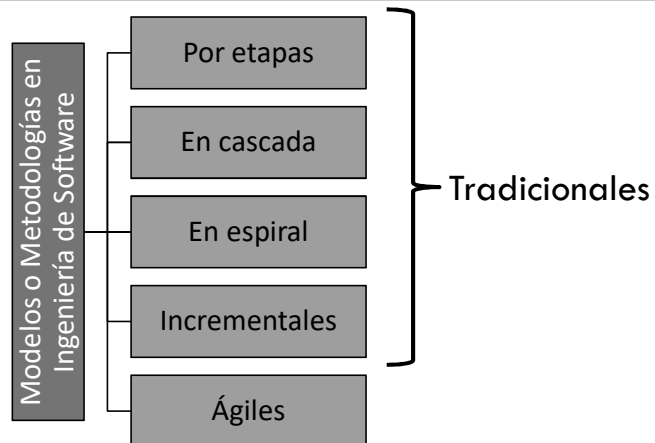 Modelos o Metodologías en
Ingeniería de Software
Por etapas
En cascada
En espiral
Incrementales
Ágiles
Tradicionales